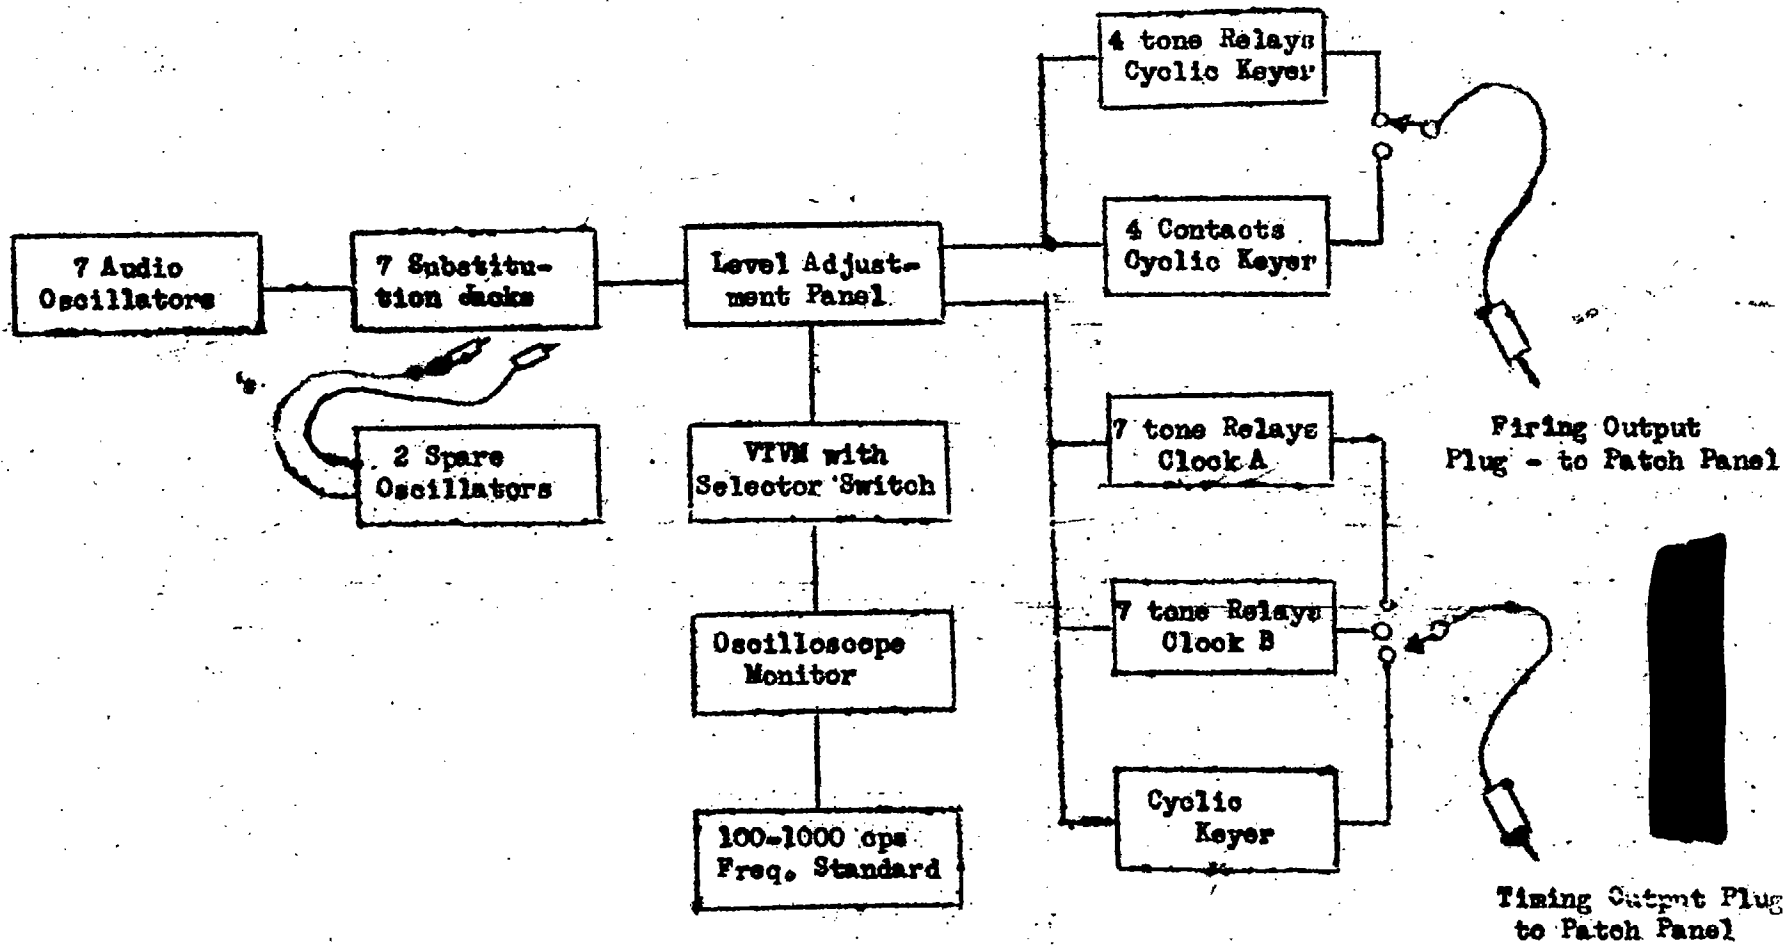 4 tone Relays
Cyclic Keyer
4 Contacts
Cyclic Keyer
7 Audio
Oscillators
7 Substitu-
tion Jacks
Level Adjust-
ment Panel
2 Spare
Oscillators
VTVM with
Selector Switch
7 tone Relays
Clock A
Firing Output
Plug - to Patch Panel
Oscilloscope
Monitor
7 tone Relays
Clock B
100-1000 cps
Freq. Standard
Cyclic
Keyer
Timing Output Plug
to Patch Panel